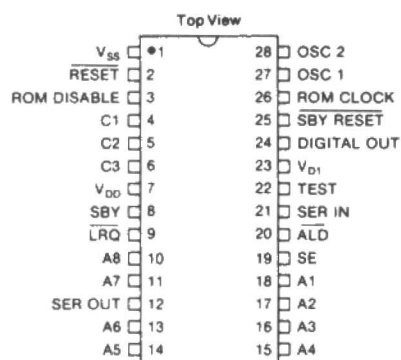 Top View
V_SS 1 28 OSC 2
RESET 2 27 OSC 1
ROM DISABLE 3 26 ROM CLOCK
C1 4 25 SBY RESET
C2 5 24 DIGITAL OUT
C3 6 23 V_D1
V_DD 7 22 TEST
SBY 8 21 SER IN
LRQ 9 20 ALD
A8 10 19 SE
A7 11 18 A1
SER OUT 12 17 A2
A6 13 16 A3
A5 14 15 A4